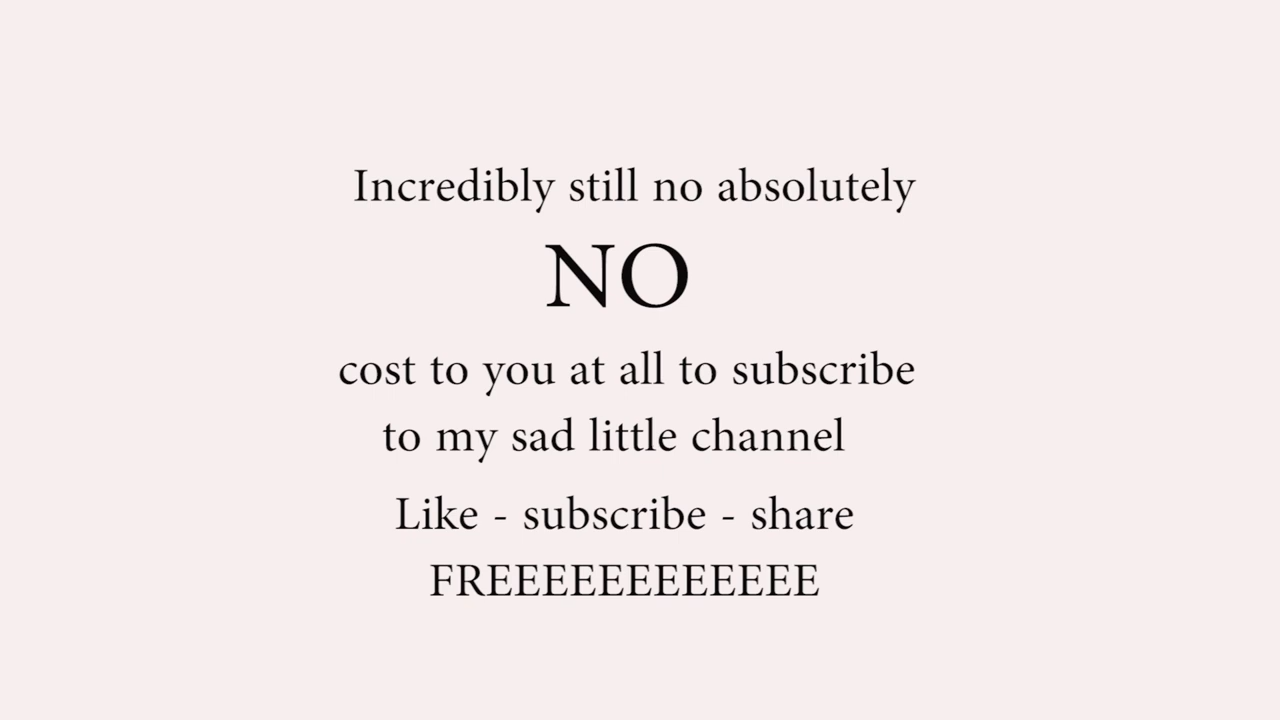 Incredibly still no absolutely
NO
cost to you at all to subscribe
to my sad little channel
Like - subscribe - share
FREEEEEEEEEEEE